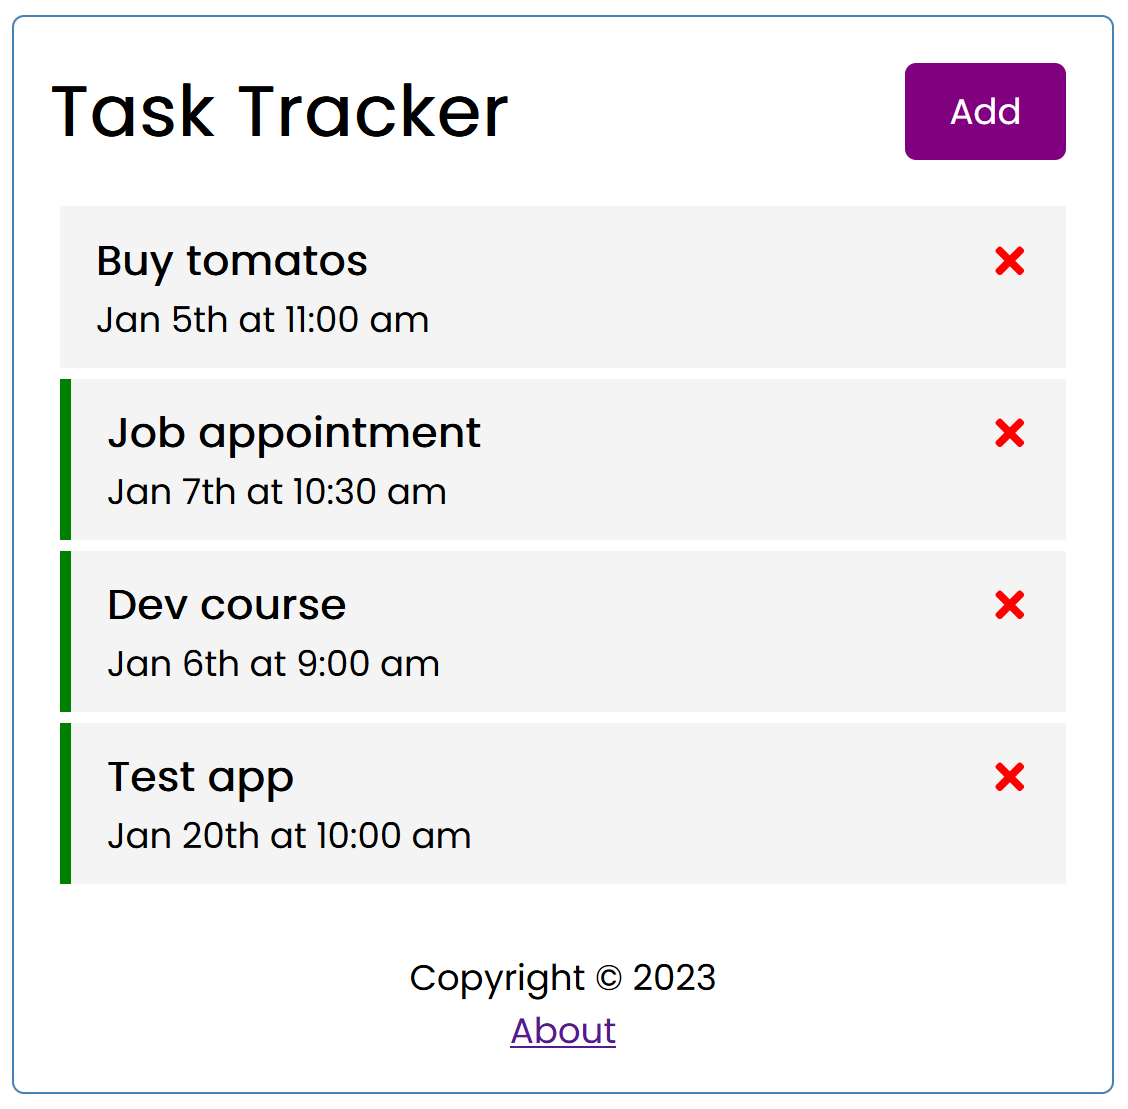 Task Tracker
Add
Buy tomatos
Jan 5th at 11:00 am
Job appointment
Jan 7th at 10:30 am
Dev course
Jan 6th at 9:00 am
Test app
Jan 20th at 10:00 am
Copyright © 2023
About